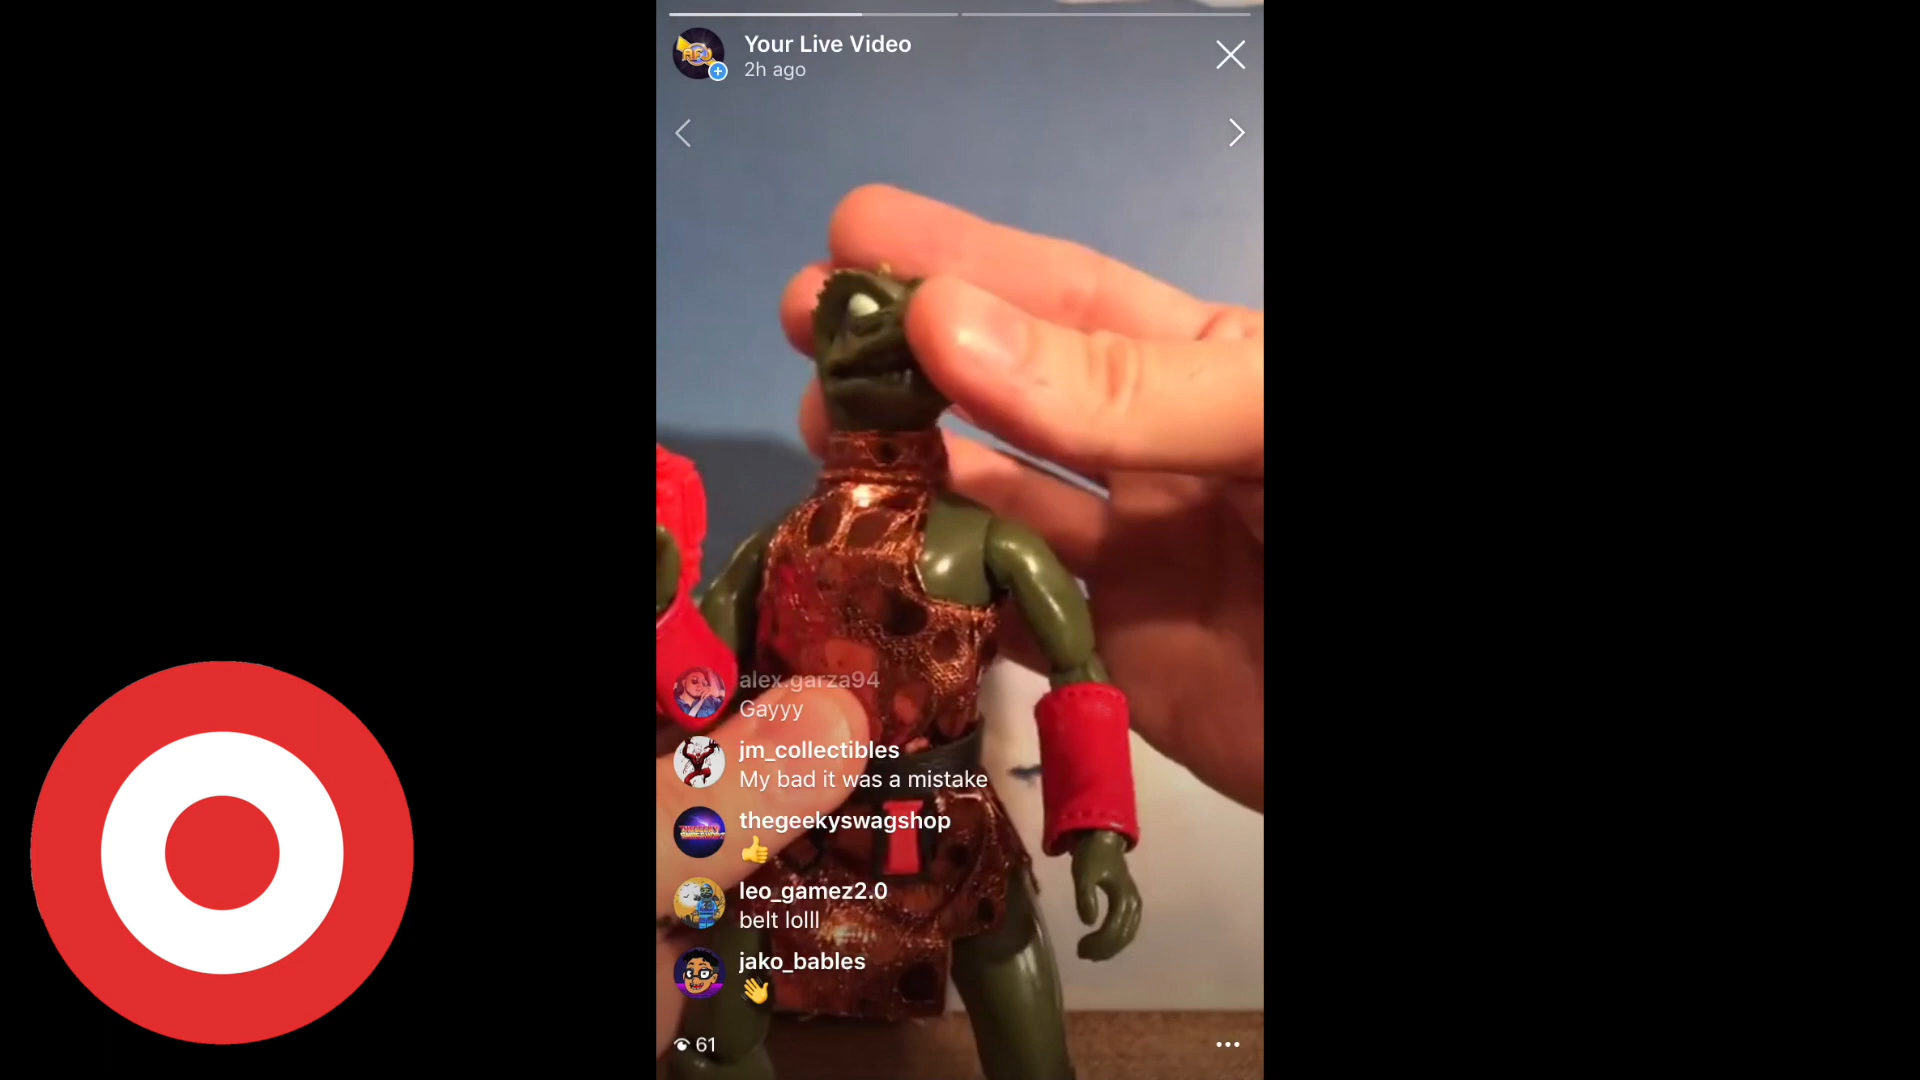 Your Live Video
2h ago
alex.garza94
Gayyy
jm_collectibles
My bad it was a mistake
thegeekyswagshop
👍
leo_gamez2.0
belt lolll
jako_bables
👋
61